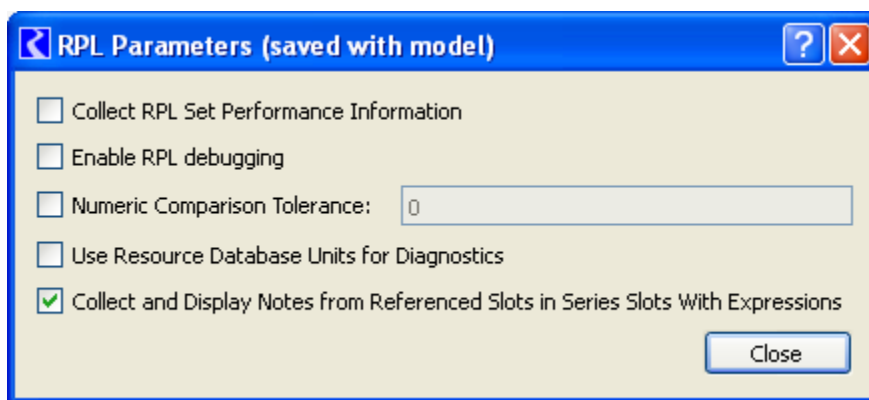 RPL Parameters (saved with model)
?
Collect RPL Set Performance Information
Enable RPL debugging
Numeric Comparison Tolerance: 0
Use Resource Database Units for Diagnostics
Collect and Display Notes from Referenced Slots in Series Slots With Expressions
Close